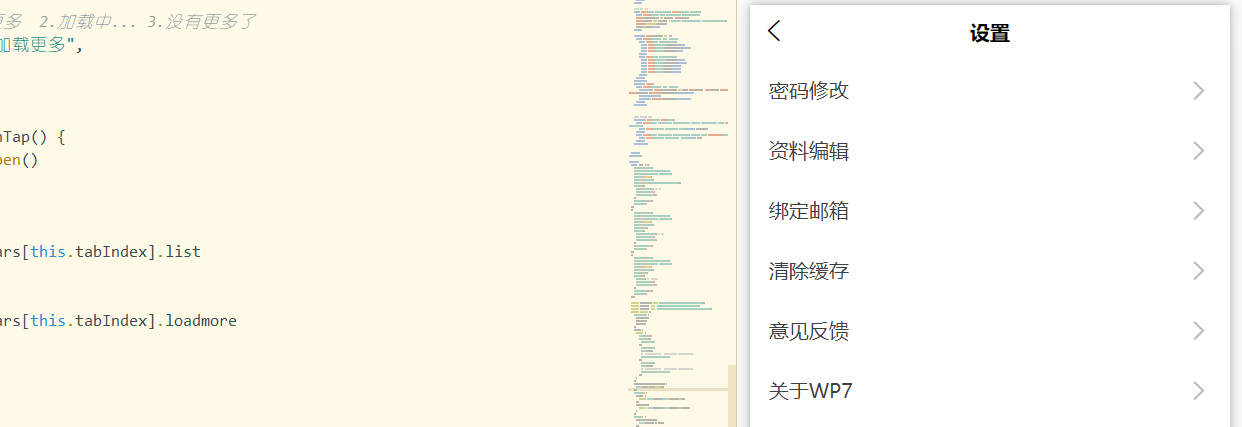 更多  2.加载中... 3.没有更多了
加载更多",
nTap() {
pen()
ars[this.tabIndex].list
ars[this.tabIndex].loadmore
设置
密码修改
资料编辑
绑定邮箱
清除缓存
意见反馈
关于WP7